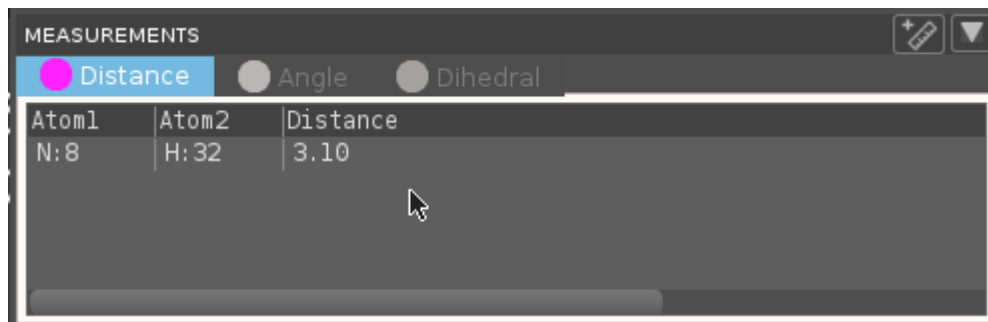 MEASUREMENTS
Distance Angle Dihedral
Atom1 Atom2 Distance
N:8 H:32 3.10